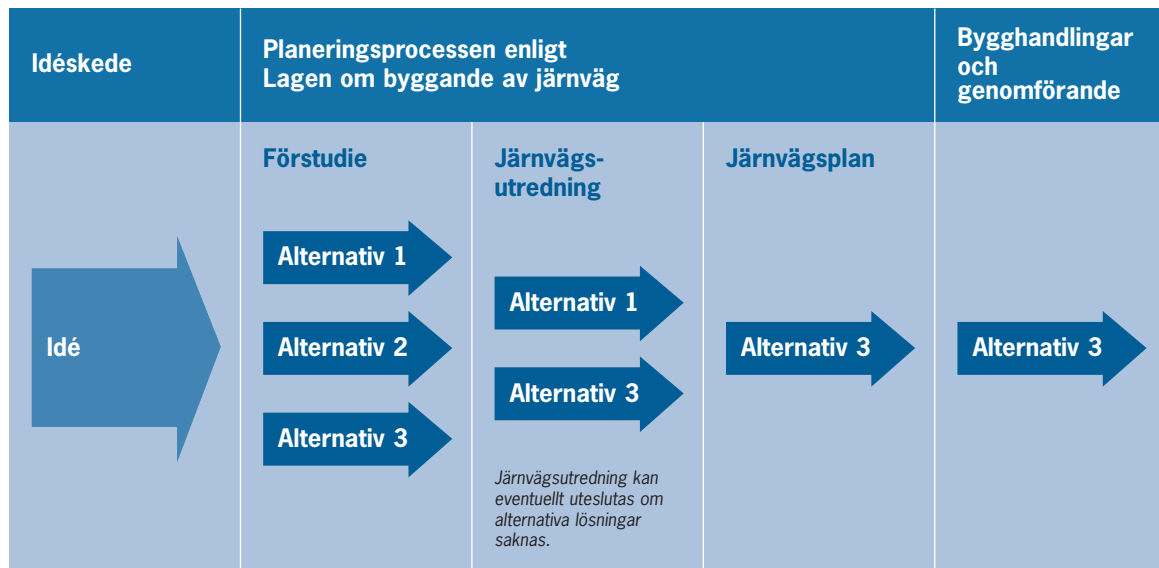 Idéskede
Planeringsprocessen enligt
Lagen om byggande av järnväg
Bygghandlingar
och
genomförande
Förstudie
Järnvägs-
utredning
Järnvägsplan
Idé
Alternativ 1
Alternativ 2
Alternativ 3
Alternativ 1
Alternativ 3
Järnvägsutredning kan
eventuellt uteslutas om
alternativa lösningar
saknas.
Alternativ 3
Alternativ 3